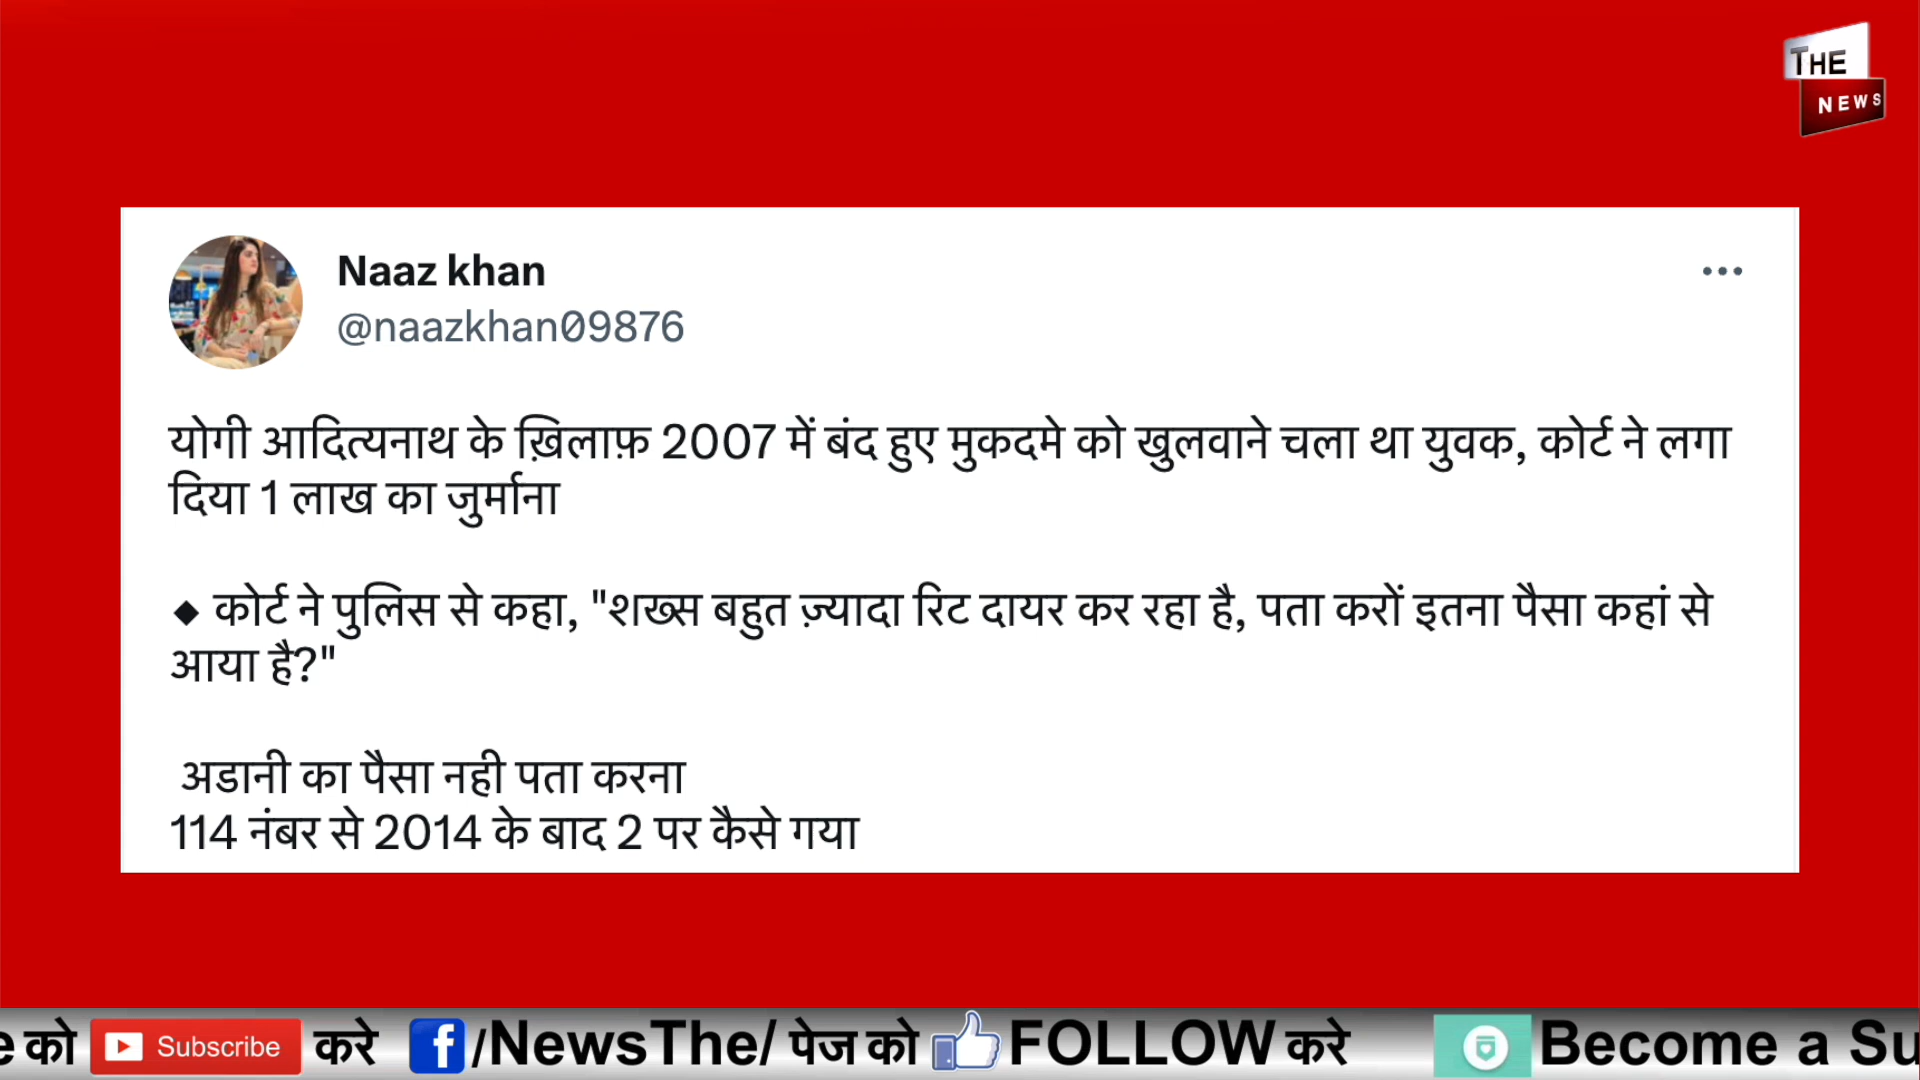 THE
NEWS
Naaz khan
@naazkhan09876
योगी आदित्यनाथ के ख़िलाफ़ 2007 में बंद हुए मुकदमे को खुलवाने चला था युवक, कोर्ट ने लगा
दिया 1 लाख का जुर्माना
◆ कोर्ट ने पुलिस से कहा, "शख्स बहुत ज़्यादा रिट दायर कर रहा है, पता करों इतना पैसा कहां से
आया है?"
अडानी का पैसा नही पता करना
114 नंबर से 2014 के बाद 2 पर कैसे गया
e को Subscribe करे f/NewsThe/ पेज को FOLLOW करे Become a Su